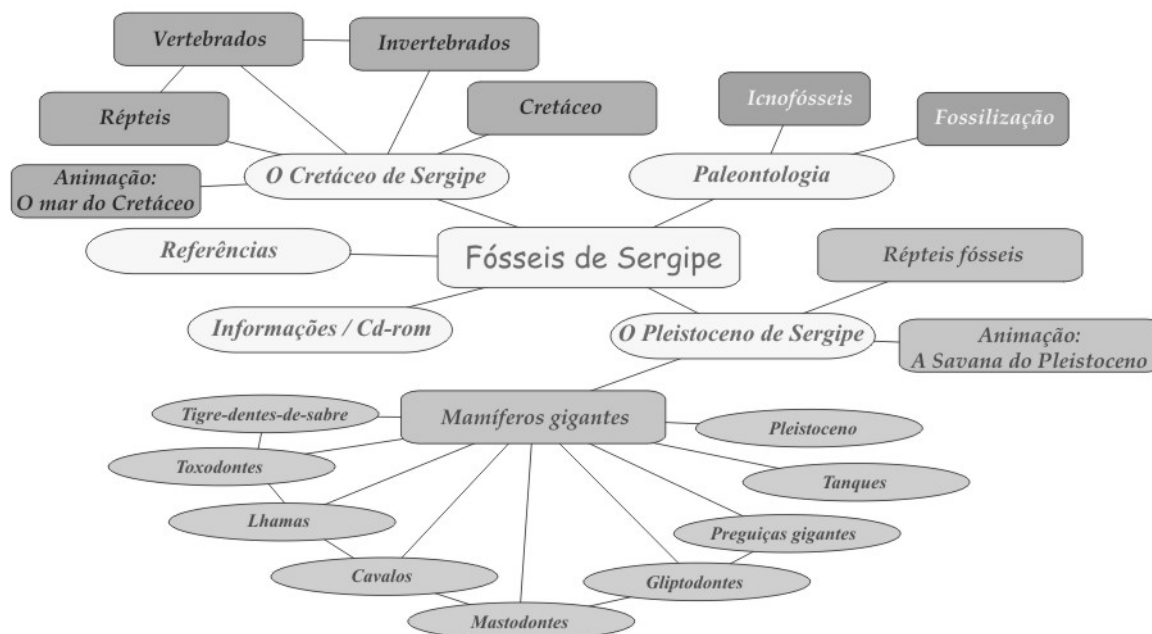 Vertebrados
Invertebrados
Répteis
Cretáceo
Icnofósseis
Fossilização
Animação:
O mar do Cretáceo
O Cretáceo de Sergipe
Paleontologia
Referências
Fósseis de Sergipe
Répteis fósseis
Informações / Cd-rom
O Pleistoceno de Sergipe
Animação:
A Savana do Pleistoceno
Tigre-dentes-de-sabre
Mamíferos gigantes
Pleistoceno
Toxodontes
Tanques
Lhamas
Preguiças gigantes
Cavalos
Gliptodontes
Mastodontes